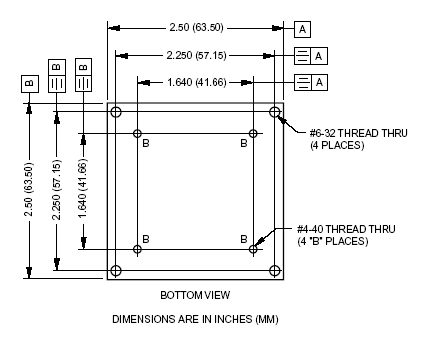 2.50 (63.50)
A
2.250 (57.15)
A
1.640 (41.66)
A
B
B
B
2.50 (63.50)
2.250 (57.15)
1.640 (41.66)
B
B
B
B
#6-32 THREAD THRU
(4 PLACES)
#4-40 THREAD THRU
(4 "B" PLACES)
BOTTOM VIEW
DIMENSIONS ARE IN INCHES (MM)